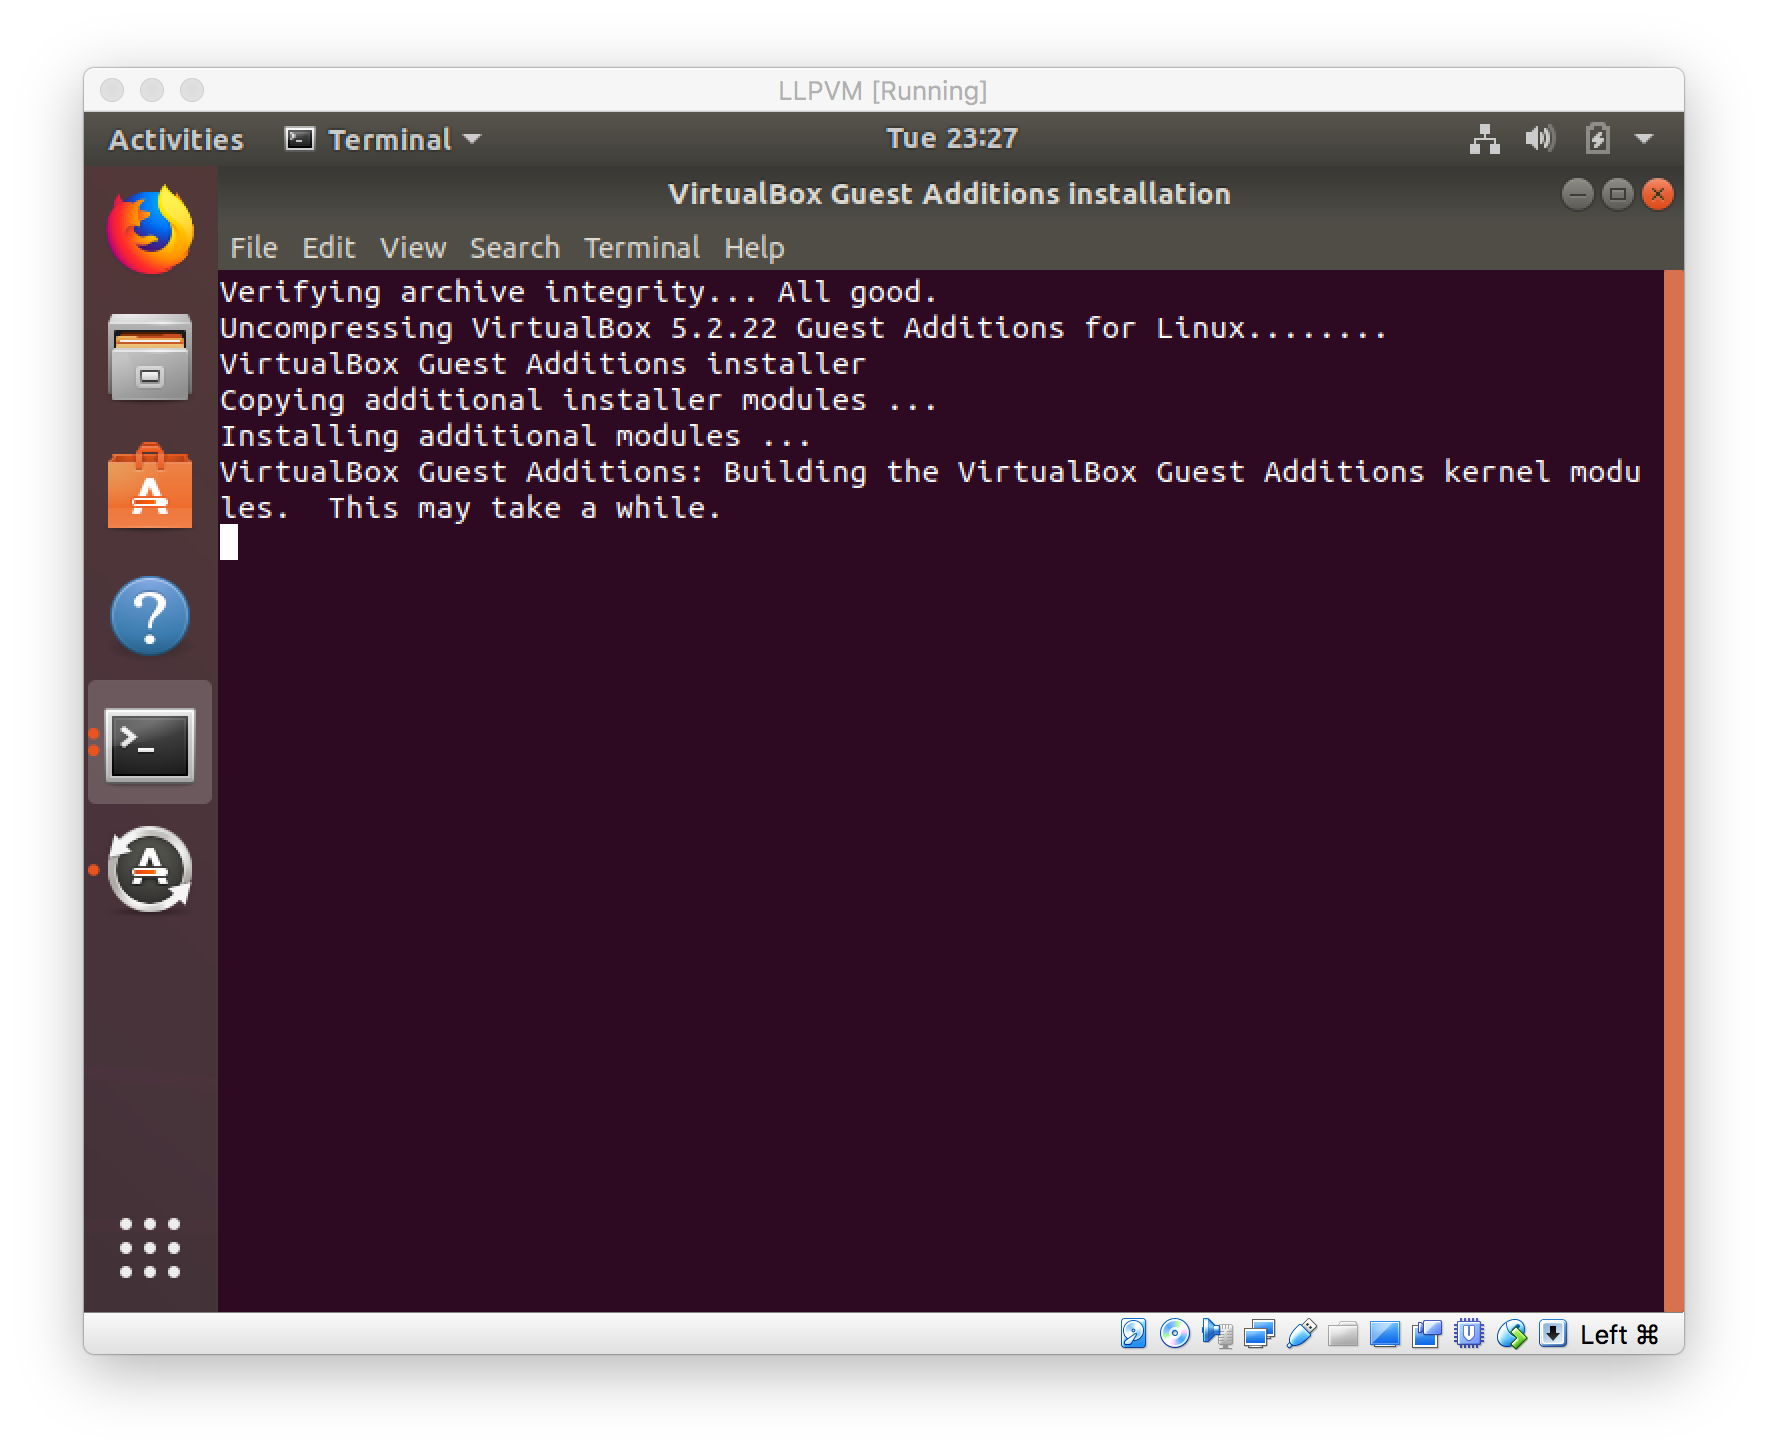 LLPVM [Running]
Activities Terminal Tue 23:27
VirtualBox Guest Additions installation
File Edit View Search Terminal Help
Verifying archive integrity... All good.
Uncompressing VirtualBox 5.2.22 Guest Additions for Linux........
VirtualBox Guest Additions installer
Copying additional installer modules ...
Installing additional modules ...
VirtualBox Guest Additions: Building the VirtualBox Guest Additions kernel modu
les.  This may take a while.
Left ⌘